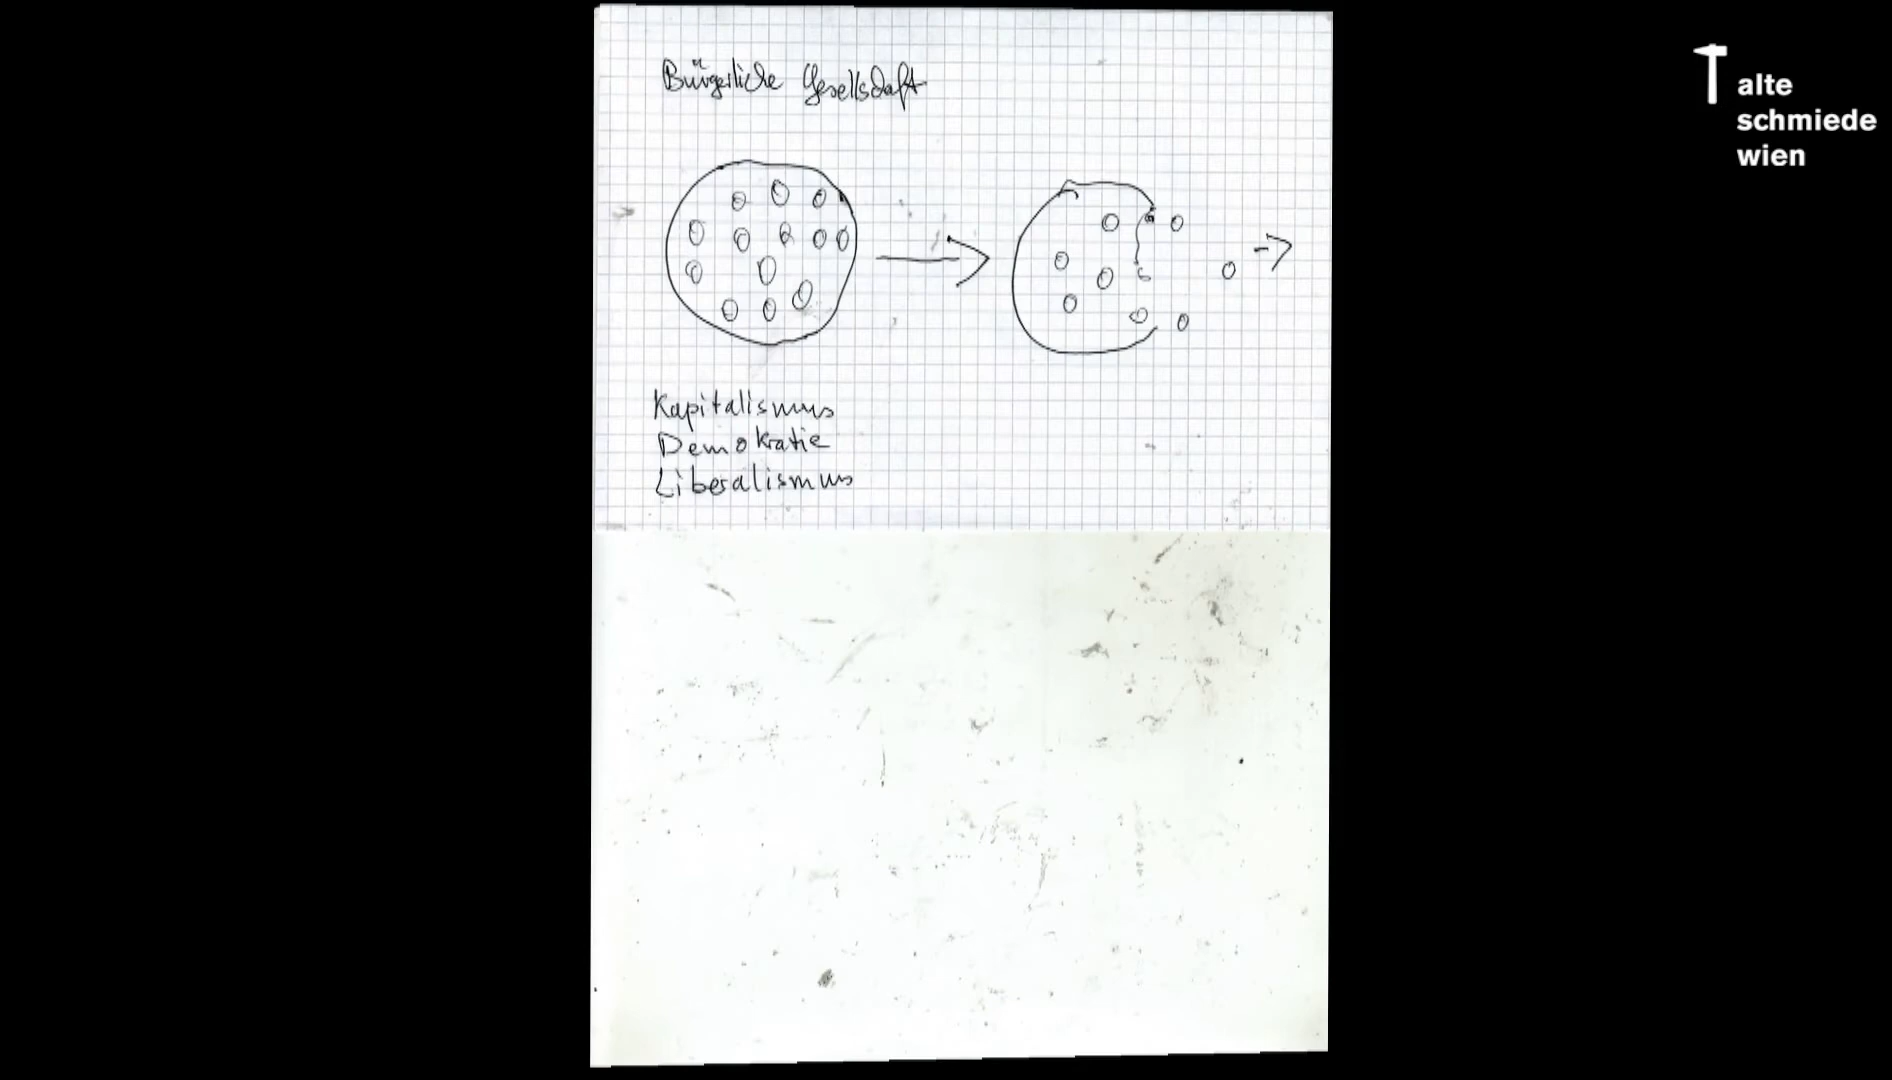 Bürgerliche Gesellschaft
Kapitalismus
Demokratie
Liberalismus
alte
schmiede
wien